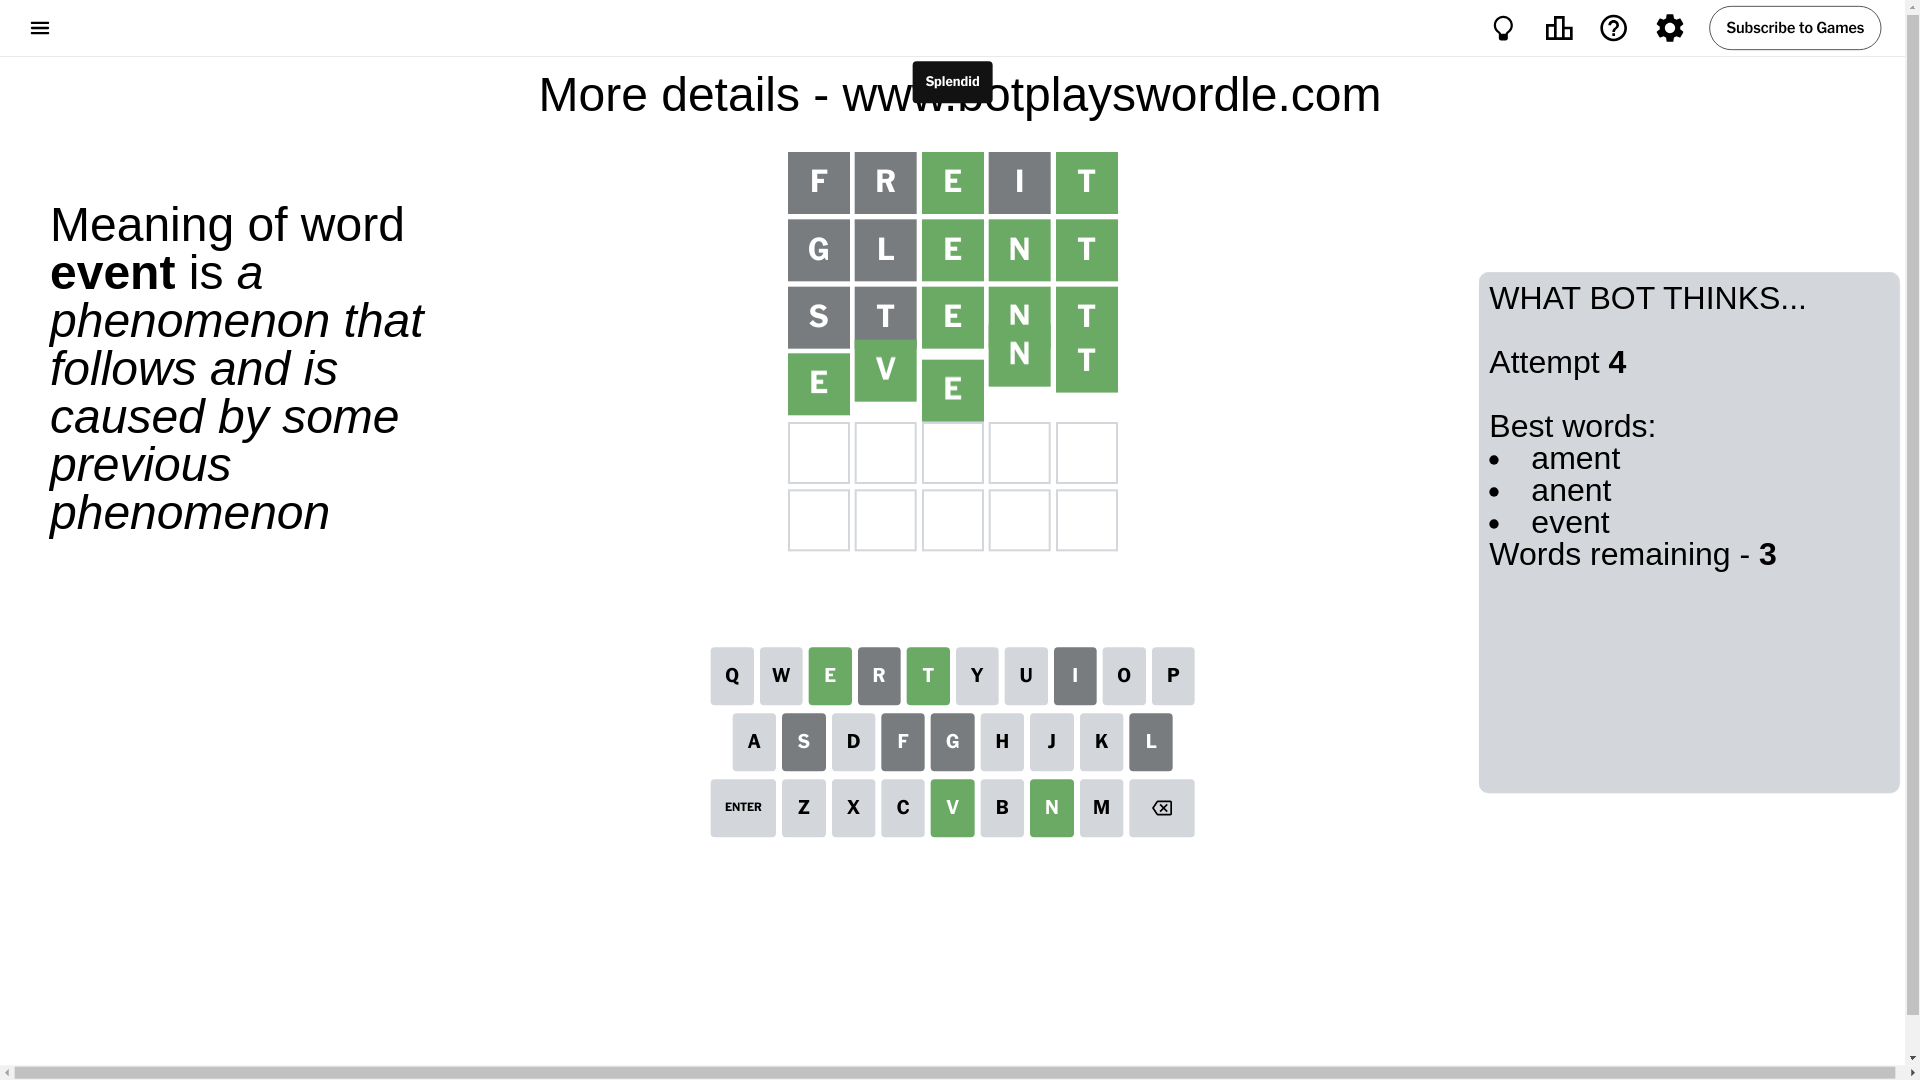 Subscribe to Games
Splendid
More details - www.botplayswordle.com
Meaning of word
event is a
phenomenon that
follows and is
caused by some
previous
phenomenon
F R E I T
G L E N T
S T E N T
E V E N T
WHAT BOT THINKS...
Attempt 4
Best words:
• ament
• anent
• event
Words remaining - 3
Q W E R T Y U I O P
A S D F G H J K L
ENTER Z X C V B N M